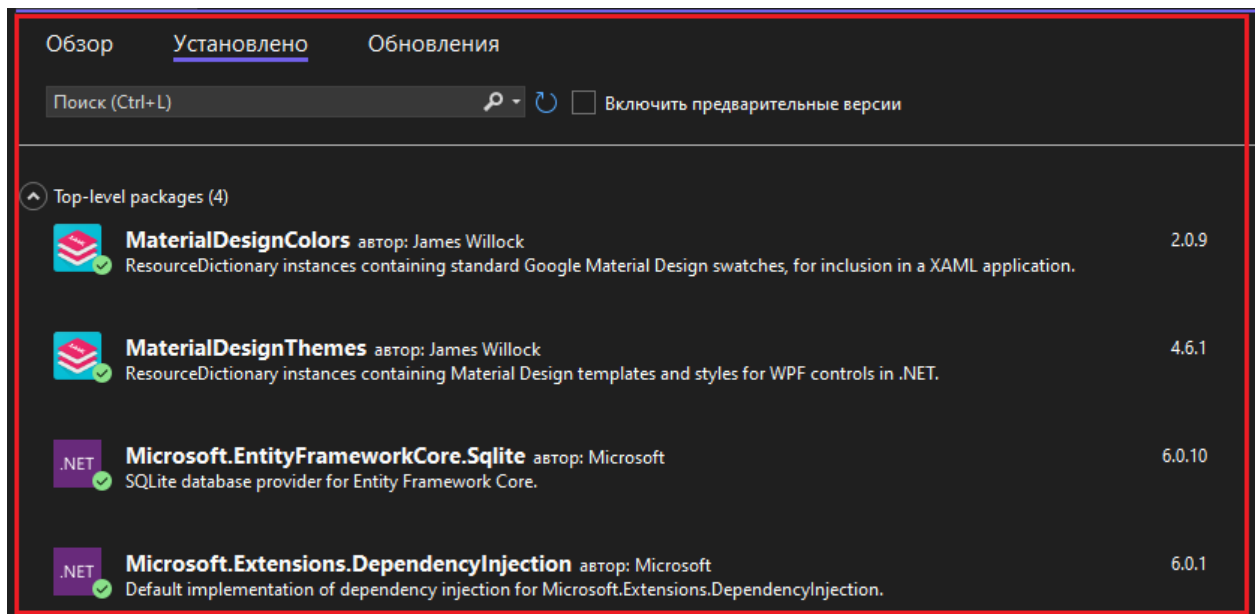 Обзор Установлено Обновления
Поиск (Ctrl+L) Включить предварительные версии
Top-level packages (4)
MaterialDesignColors автор: James Willock 2.0.9
ResourceDictionary instances containing standard Google Material Design swatches, for inclusion in a XAML application.
MaterialDesignThemes автор: James Willock 4.6.1
ResourceDictionary instances containing Material Design templates and styles for WPF controls in .NET.
.NET Microsoft.EntityFrameworkCore.Sqlite автор: Microsoft 6.0.10
SQLite database provider for Entity Framework Core.
.NET Microsoft.Extensions.DependencyInjection автор: Microsoft 6.0.1
Default implementation of dependency injection for Microsoft.Extensions.DependencyInjection.